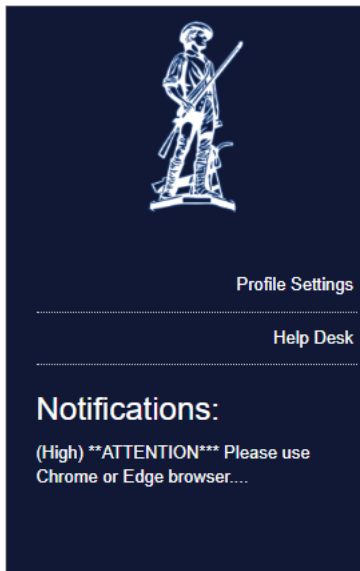 Profile Settings
Help Desk
Notifications:
(High) **ATTENTION*** Please use
Chrome or Edge browser....